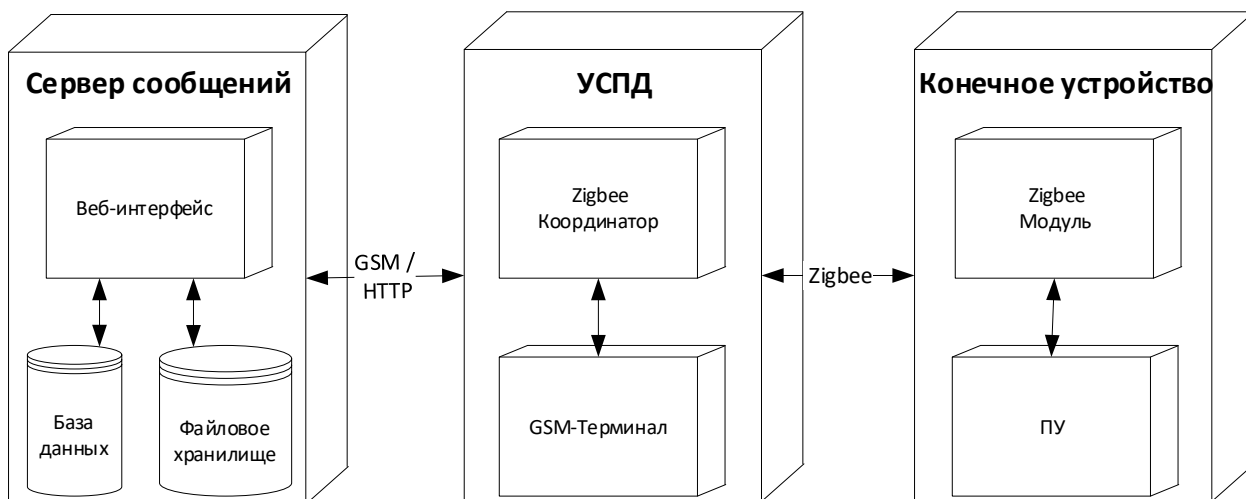 Сервер сообщений
Веб-интерфейс
База
данных
Файловое
хранилище
GSM /
HTTP
УСПД
Zigbee
Координатор
GSM-Терминал
Zigbee
Конечное устройство
Zigbee
Модуль
ПУ